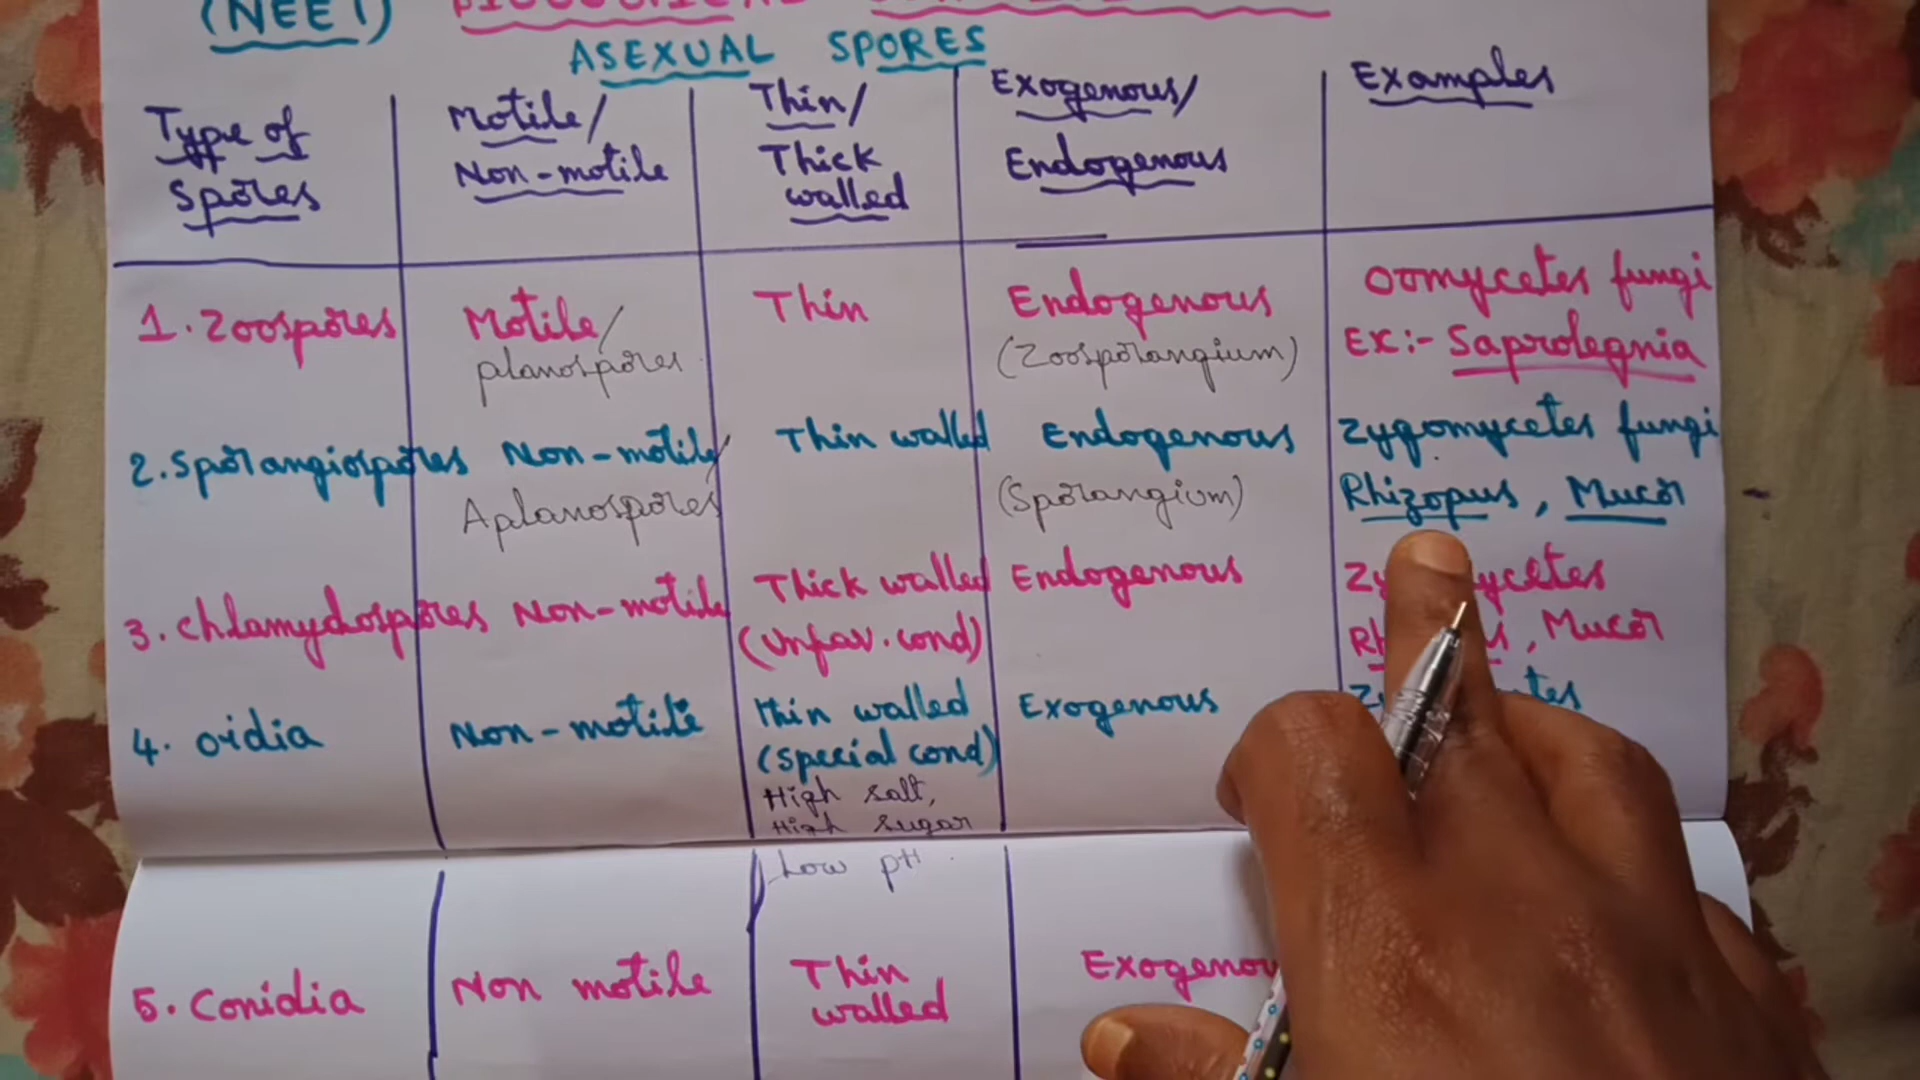 (NEET)
ASEXUAL SPORES
Type of Spores
Motile/ Non-motile
Thin/ Thick walled
Exogenous/ Endogenous
Examples
1. Zoospores
Motile/ planospores
Thin
Endogenous (Zoosporangium)
Oomycetes fungi
Ex:- Saprolegnia
2. Sporangiospores
Non-motile/ Aplanospores
Thin walled
Endogenous (Sporangium)
Zygomycetes fungi
Rhizopus, Mucor
3. Chlamydospores
Non-motile
Thick walled (Unfav. cond)
Endogenous
Mucor
4. oidia
Non-motile
thin walled (special cond)
High salt,
High sugar
Low pH
Exogenous
5. Conidia
Non motile
Thin walled